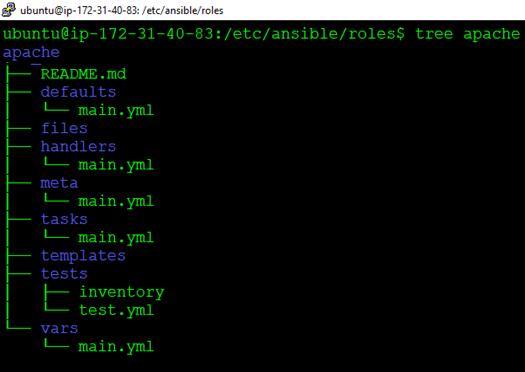 ubuntu@ip-172-31-40-83: /etc/ansible/roles
ubuntu@ip-172-31-40-83:/etc/ansible/roles$ tree apache
apache
├── README.md
├── defaults
│   └── main.yml
├── files
├── handlers
│   └── main.yml
├── meta
│   └── main.yml
├── tasks
│   └── main.yml
├── templates
├── tests
│   ├── inventory
│   └── test.yml
└── vars
    └── main.yml